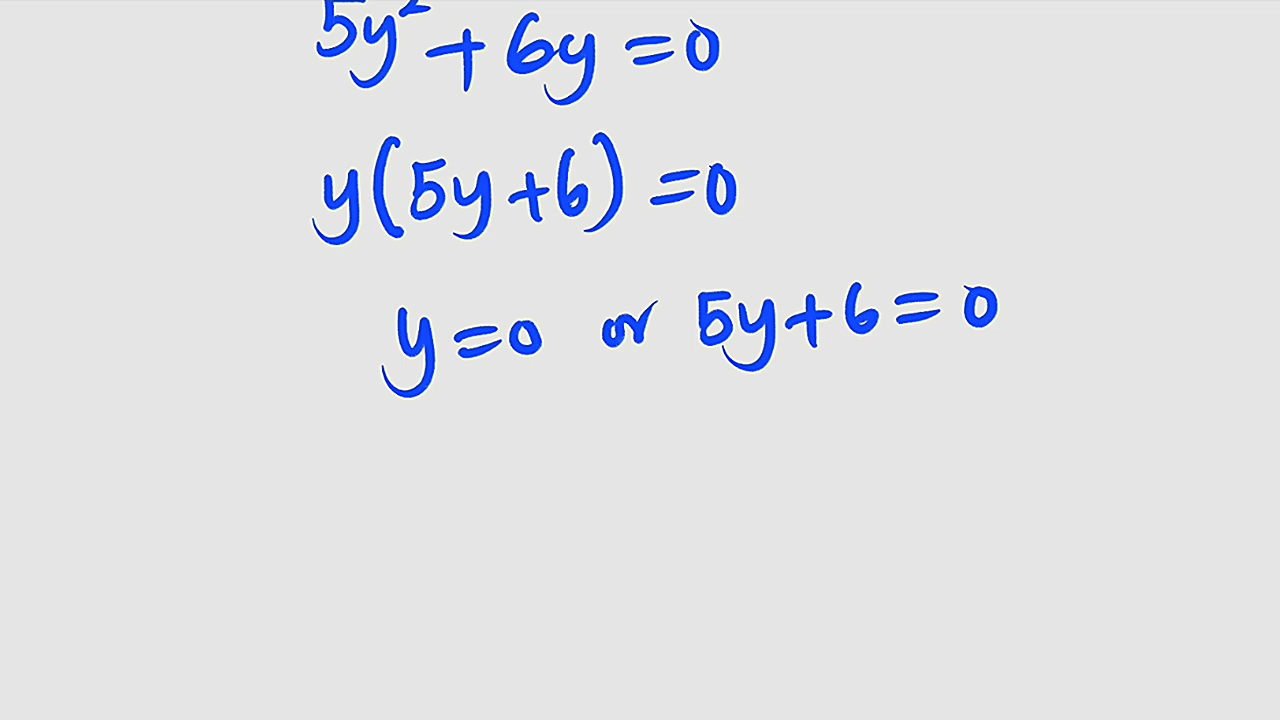 5y² + 6y = 0
y(5y+6) = 0
y = 0 or 5y+6 = 0